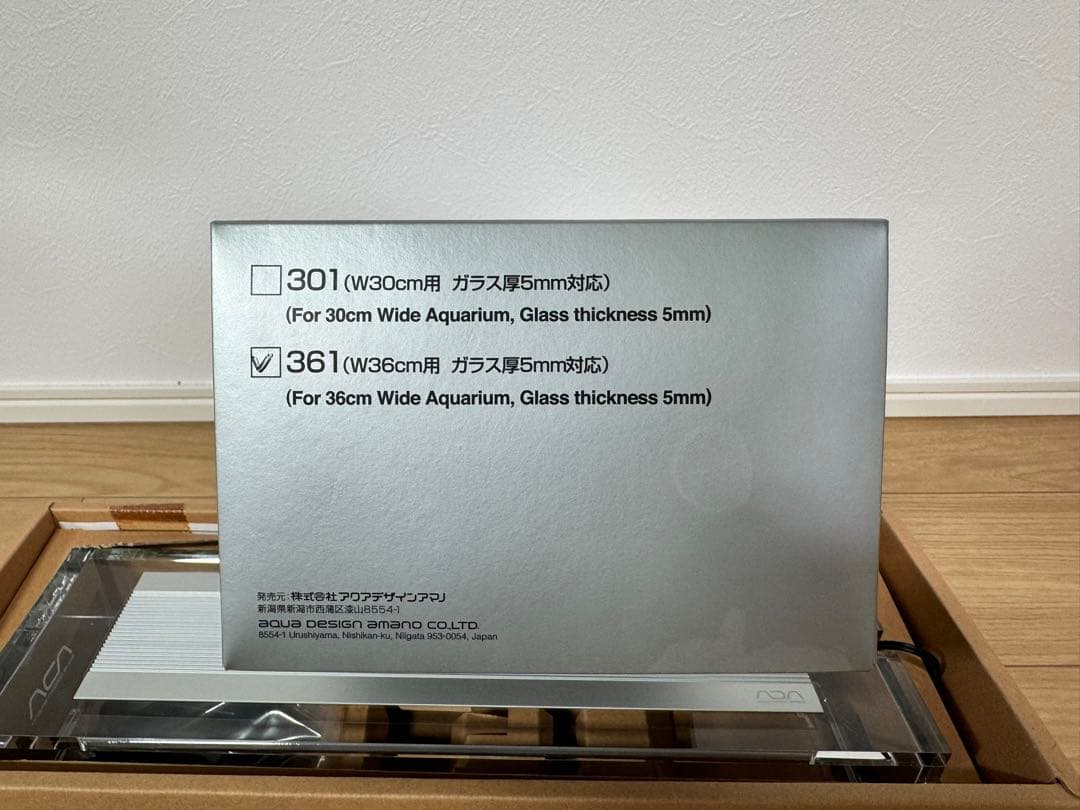 301(W30cm用 ガラス厚5mm対応)
(For 30cm Wide Aquarium, Glass thickness 5mm)
361(W36cm用 ガラス厚5mm対応)
(For 36cm Wide Aquarium, Glass thickness 5mm)
発売元:株式会社アクアデザインアマノ
新潟県新潟市西蒲区漆山8554-1
aqua Design amano CO.,LTD.
8554-1 Urushiyama, Nishikan-ku, Niigata 953-0054, Japan
ADA
ADA